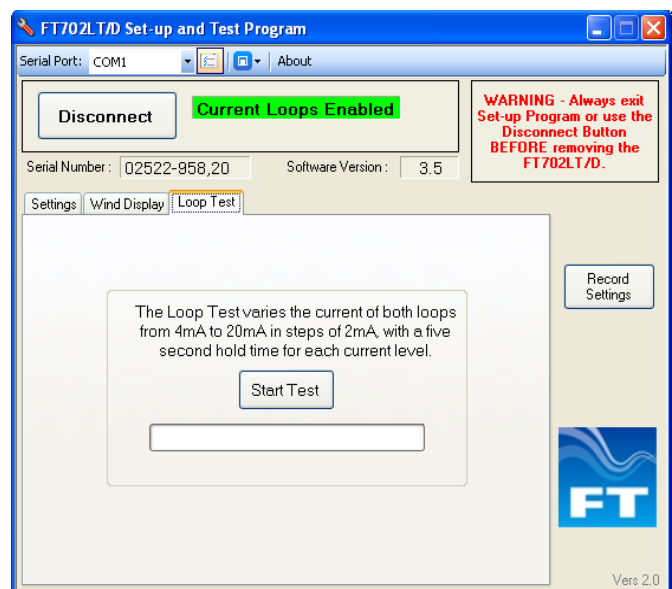 FT702LT/D Set-up and Test Program
Serial Port: COM1 About
Disconnect
Current Loops Enabled
WARNING - Always exit
Set-up Program or use the
Disconnect Button
BEFORE removing the
FT702LT/D.
Serial Number : 02522-958,20 Software Version : 3.5
Settings Wind Display Loop Test
Record
Settings
The Loop Test varies the current of both loops
from 4mA to 20mA in steps of 2mA, with a five
second hold time for each current level.
Start Test
FT
Vers 2.0